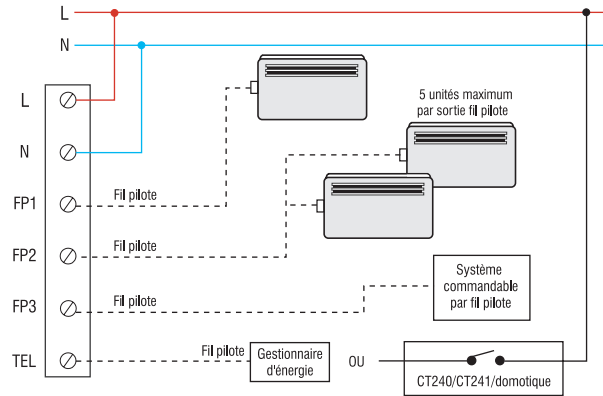 L
N
5 unités maximum
par sortie fil pilote
L
N
FP1
Fil pilote
FP2
Fil pilote
FP3
Fil pilote
Système
commandable
par fil pilote
TEL
Fil pilote
Gestionnaire
d'énergie
OU
CT240/CT241/domotique